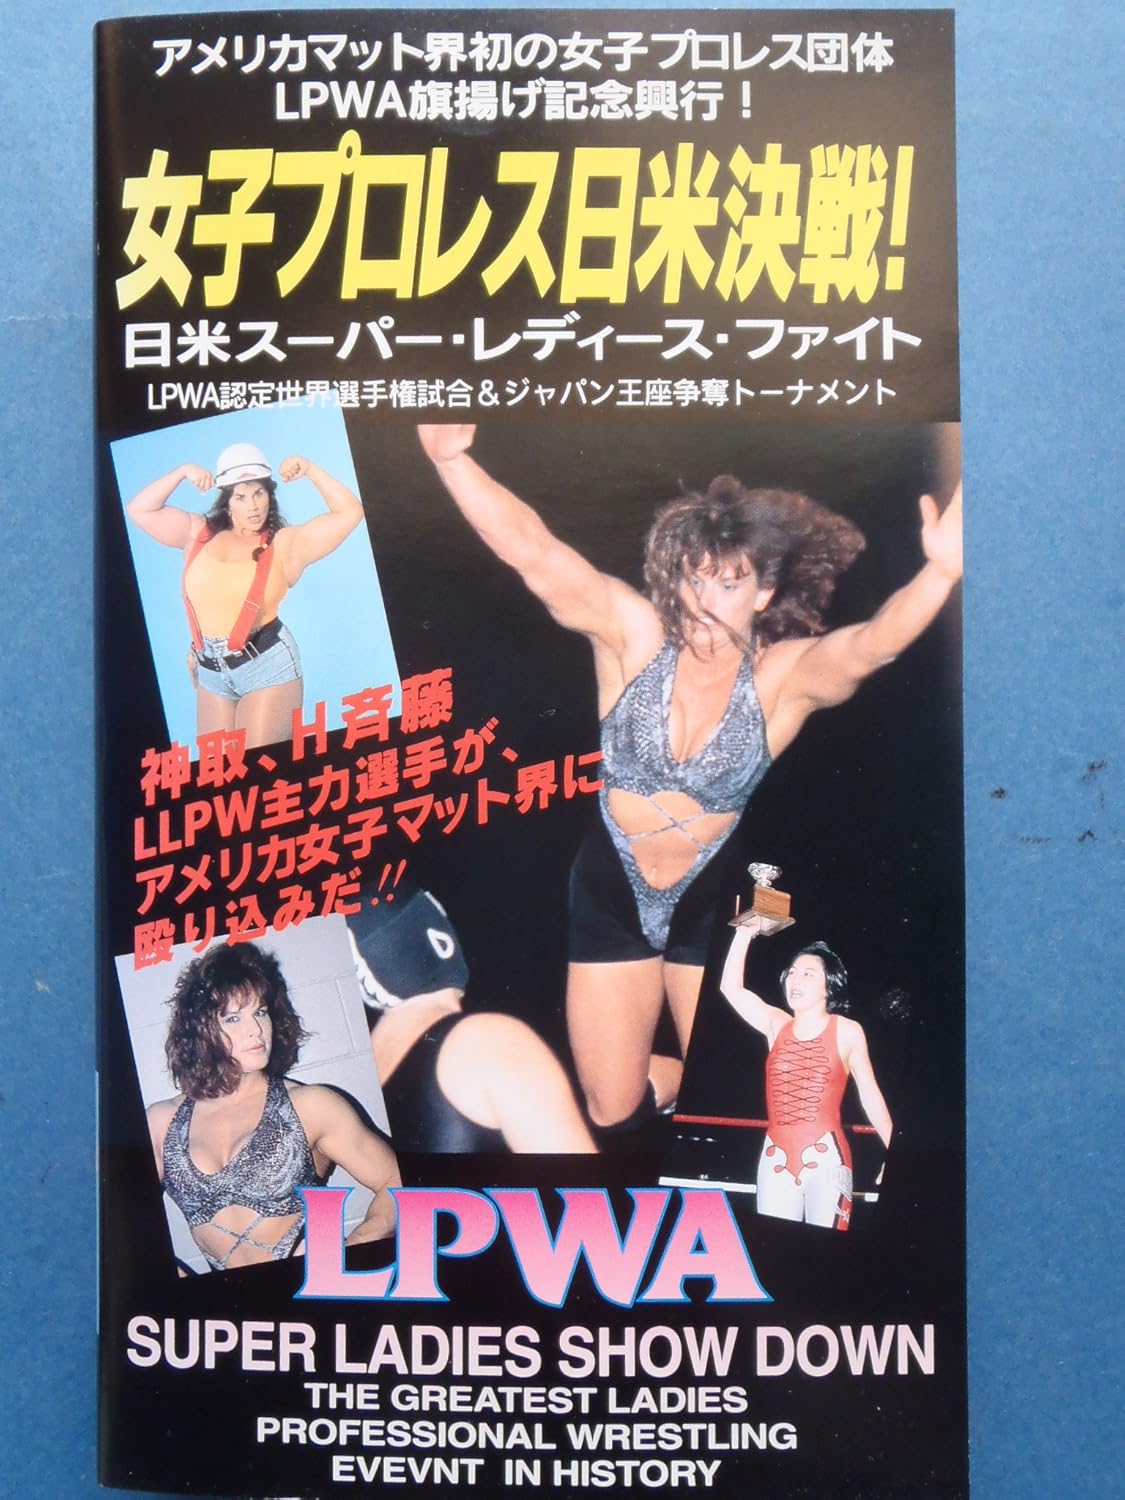 アメリカマット界初の女子プロレス団体
LPWA旗揚げ記念興行！
女子プロレス日米決戦!
日米スーパー・レディース・ファイト
LPWA認定世界選手権試合＆ジャパン王座争奪トーナメント
神取、H斉藤
LLPW主力選手が、
アメリカ女子マット界に
殴り込みだ!!
LPWA
SUPER LADIES SHOW DOWN
THE GREATEST LADIES
PROFESSIONAL WRESTLING
EVEVNT IN HISTORY